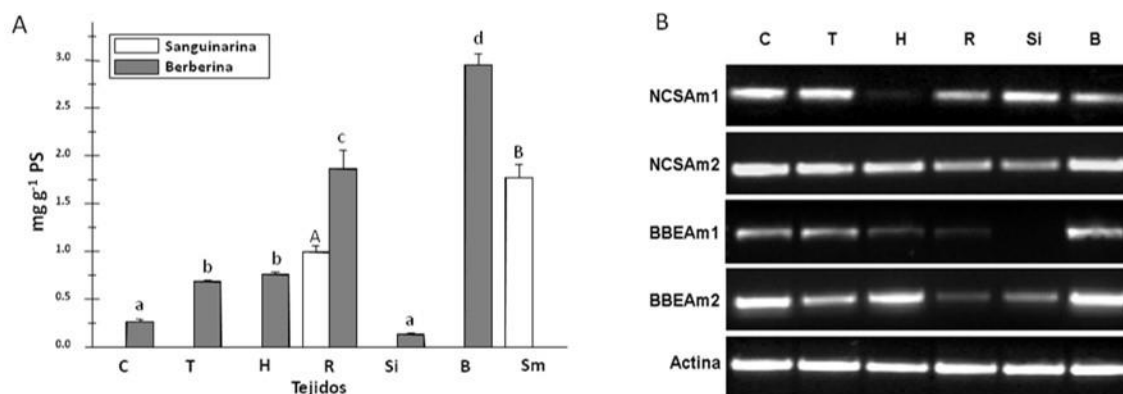 A
Sanguinarina
Berberina
mg g⁻¹ PS
3.0
2.5
2.0
1.5
1.0
0.5
0.0
a
b
b
A
c
a
d
B
C T H R Si B Sm
Tejidos
B
C T H R Si B
NCSAm1
NCSAm2
BBEAm1
BBEAm2
Actina